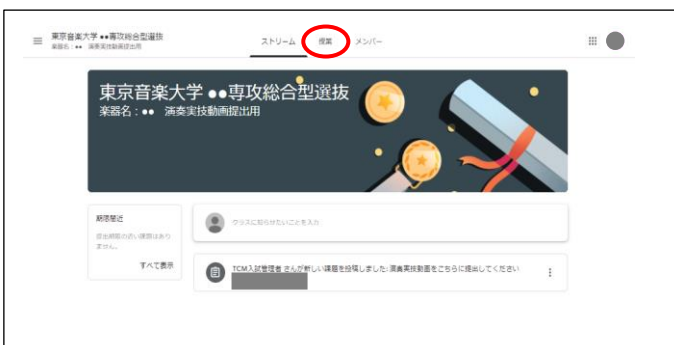 東京音楽大学 ●●専攻総合型選抜
楽器名：●● 演奏実技動画提出用
ストリーム 授業 メンバー
東京音楽大学 ●●専攻総合型選抜
楽器名：●● 演奏実技動画提出用
期限間近
提出期限の近い課題はあり
ません。
すべて表示
クラスに知らせたいことを入力
TCM入試管理者 さんが新しい課題を投稿しました: 演奏実技動画をこちらに提出してください